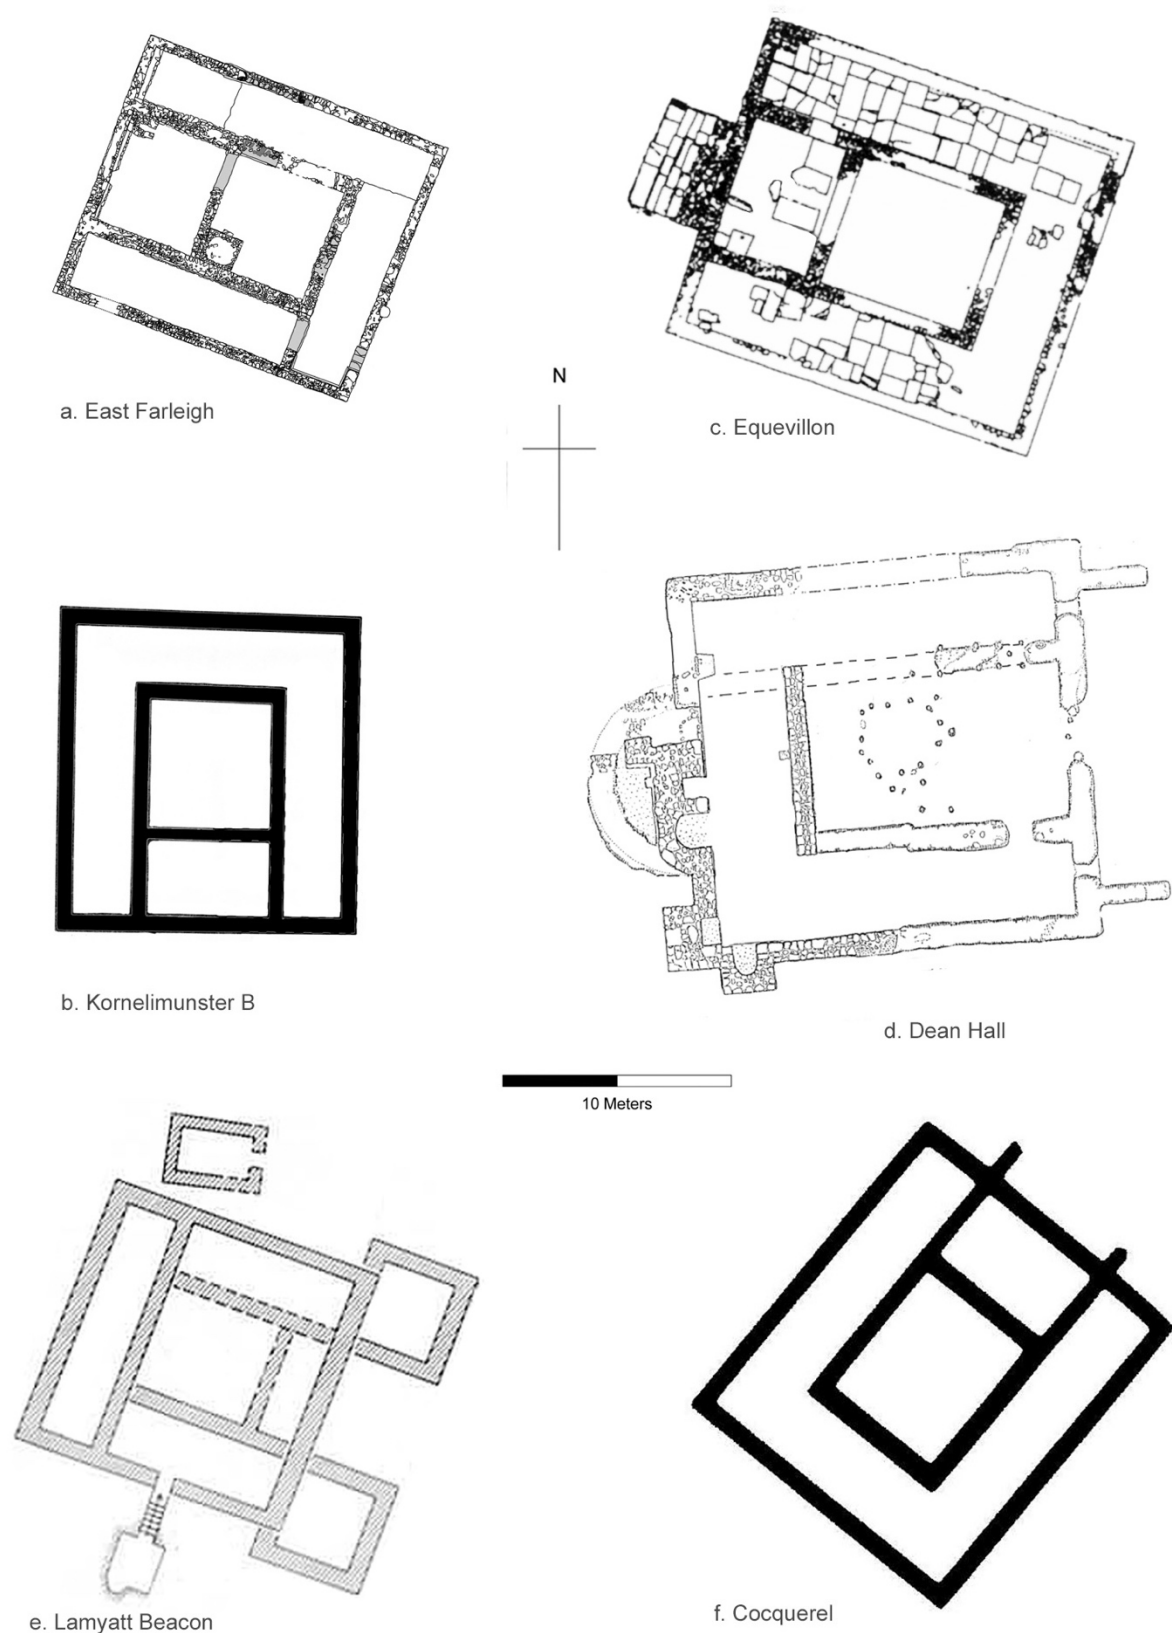 a. East Farleigh
c. Equevillon
N
b. Kornelimunster B
d. Dean Hall
10 Meters
e. Lamyatt Beacon
f. Cocquerel